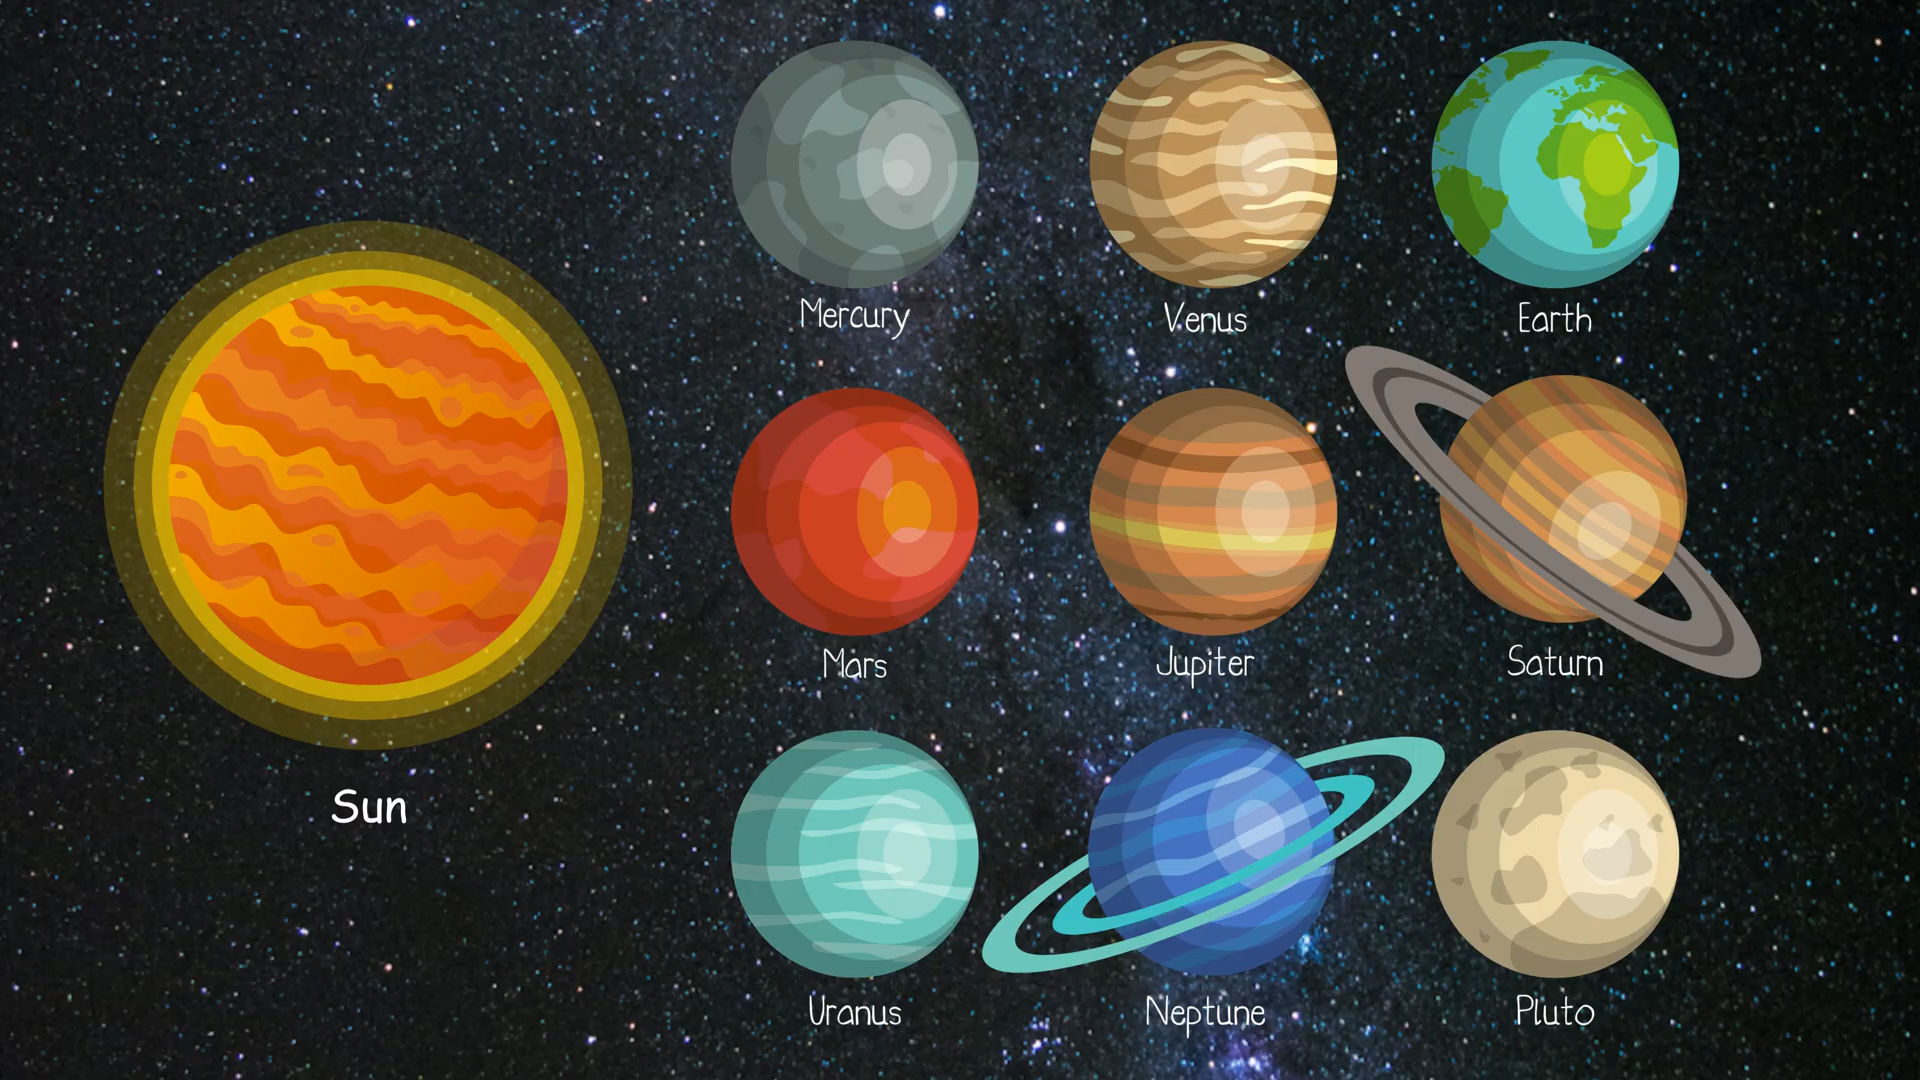 Mercury
Venus
Earth
Mars
Jupiter
Saturn
Sun
Uranus
Neptune
Pluto